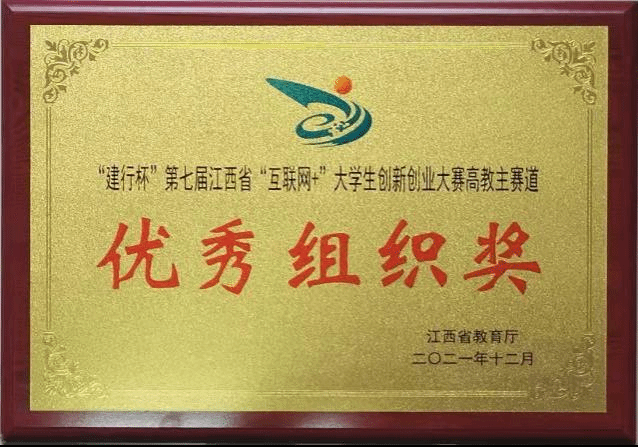 “建行杯”第七届江西省“互联网+”大学生创新创业大赛高教主赛道
优秀组织奖
江西省教育厅
二〇二一年十二月